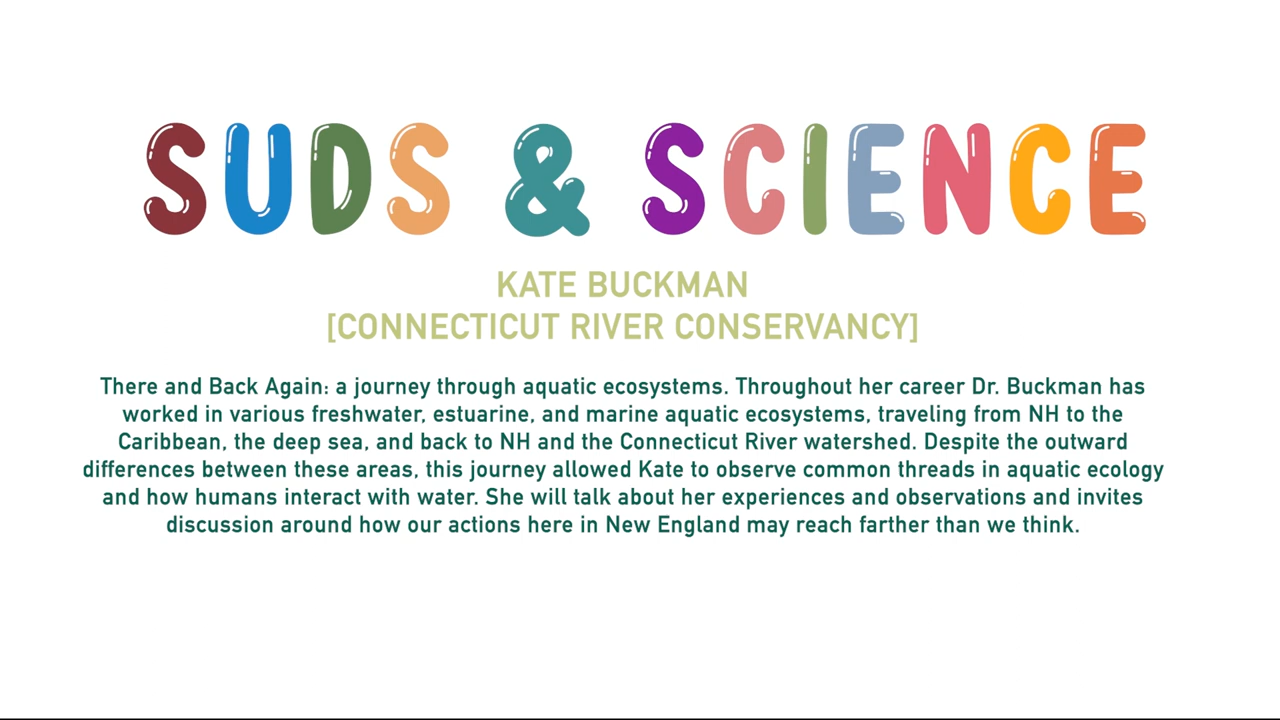 SUDS & SCIENCE
KATE BUCKMAN
[CONNECTICUT RIVER CONSERVANCY]
There and Back Again: a journey through aquatic ecosystems. Throughout her career Dr. Buckman has
worked in various freshwater, estuarine, and marine aquatic ecosystems, traveling from NH to the
Caribbean, the deep sea, and back to NH and the Connecticut River watershed. Despite the outward
differences between these areas, this journey allowed Kate to observe common threads in aquatic ecology
and how humans interact with water. She will talk about her experiences and observations and invites
discussion around how our actions here in New England may reach farther than we think.